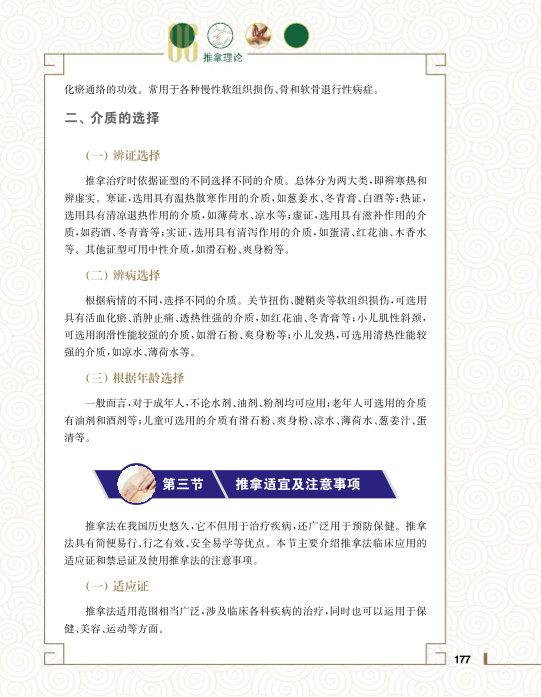 06
推拿理论
化瘀通络的功效。常用于各种慢性软组织损伤、骨和软骨退行性病症。
二、介质的选择
（一）辨证选择
推拿治疗时依据证型的不同选择不同的介质。总体分为两大类，即辨寒热和
辨虚实。寒证，选用具有温热散寒作用的介质，如葱姜水、冬青膏、白酒等；热证，
选用具有清凉退热作用的介质，如薄荷水、凉水等；虚证，选用具有滋补作用的介
质，如药酒、冬青膏等；实证，选用具有清泻作用的介质，如蛋清、红花油、木香水
等。其他证型可用中性介质，如滑石粉、爽身粉等。
（二）辨病选择
根据病情的不同，选择不同的介质。关节扭伤、腱鞘炎等软组织损伤，可选用
具有活血化瘀、消肿止痛、透热性强的介质，如红花油、冬青膏等；小儿肌性斜颈，
可选用润滑性能较强的介质，如滑石粉、爽身粉等；小儿发热，可选用清热性能较
强的介质，如凉水、薄荷水等。
（三）根据年龄选择
一般而言，对于成年人，不论水剂、油剂、粉剂均可应用；老年人可选用的介质
有油剂和酒剂等；儿童可选用的介质有滑石粉、爽身粉、凉水、薄荷水、葱姜汁、蛋
清等。
第三节 推拿适宜及注意事项
推拿法在我国历史悠久，它不但用于治疗疾病，还广泛用于预防保健。推拿
法具有简便易行、行之有效、安全易学等优点。本节主要介绍推拿法临床应用的
适应证和禁忌证及使用推拿法的注意事项。
（一）适应证
推拿法适用范围相当广泛，涉及临床各科疾病的治疗，同时也可以运用于保
健、美容、运动等方面。
177